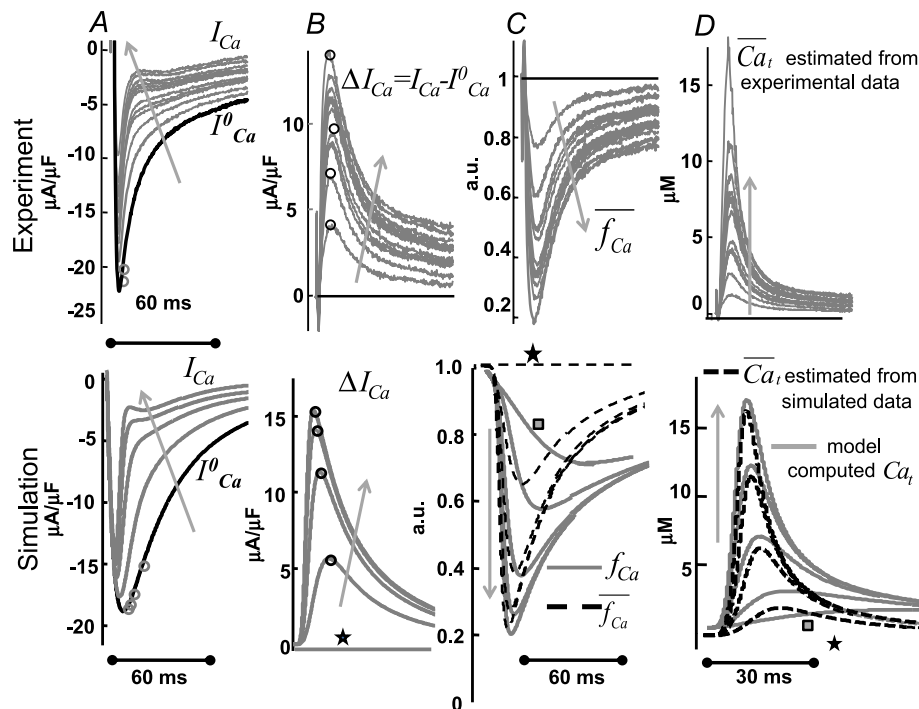 A
B
C
D
Experiment
μA/μF
0
-5
-10
-15
-20
-25
I_Ca
I⁰_Ca
60 ms
μA/μF
10
5
0
ΔI_Ca=I_Ca-I⁰_Ca
a.u.
1
0.8
0.6
0.4
0.2
f_Ca
μM
15
10
5
0
Ca_t estimated from
experimental data
Simulation
μA/μF
0
-5
-10
-15
-20
I_Ca
I⁰_Ca
60 ms
μA/μF
15
10
5
0
ΔI_Ca
★
a.u.
1.0
0.8
0.6
0.4
0.2
0
★
f_Ca
f_Ca
60 ms
μM
15
10
5
Ca_t estimated from
simulated data
model
computed Ca_t
★
30 ms